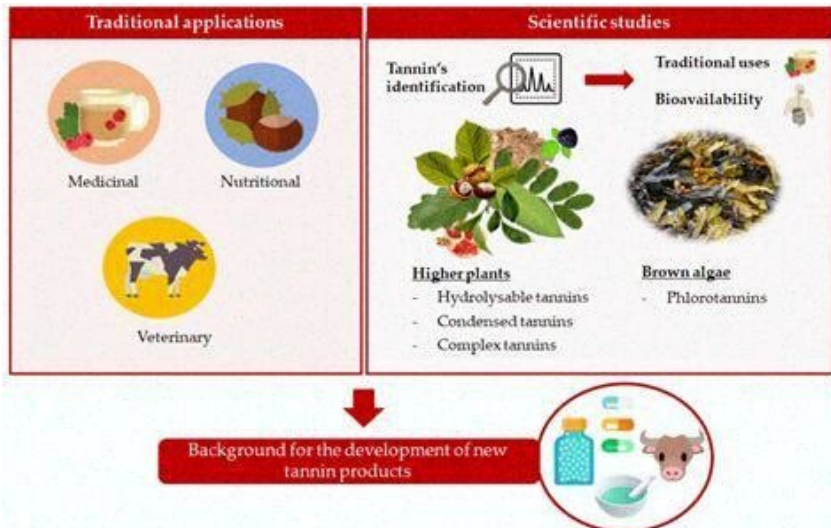 Traditional applications
Medicinal
Nutritional
Veterinary
Scientific studies
Tannin's
identification
Traditional uses
Bioavailability
Higher plants
- Hydrolysable tannins
- Condensed tannins
- Complex tannins
Brown algae
- Phlorotannins
Background for the development of new
tannin products